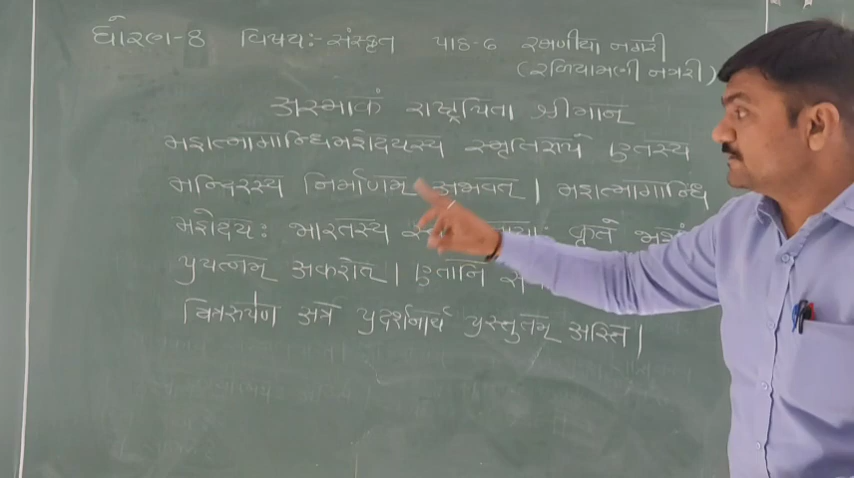 ધોરણ-8 વિષય:- સંસ્કૃત પાઠ-૬ રમણીયા નગરી
(રળિયામણી નગરી)
अस्माकं राष्ट्रपिता श्रीमान्
महात्मागान्धिमहोदयस्य स्मृतिरूपे एतस्य
मन्दिरस्य निर्माणम् अभवत् । महात्मागान्धि
महोदयः भारतस्य कृते
प्रयत्नम् अकरोत् । एतानि
चित्ररूपेण अत्र प्रदर्शनार्थं प्रस्तुतम् अस्ति ।